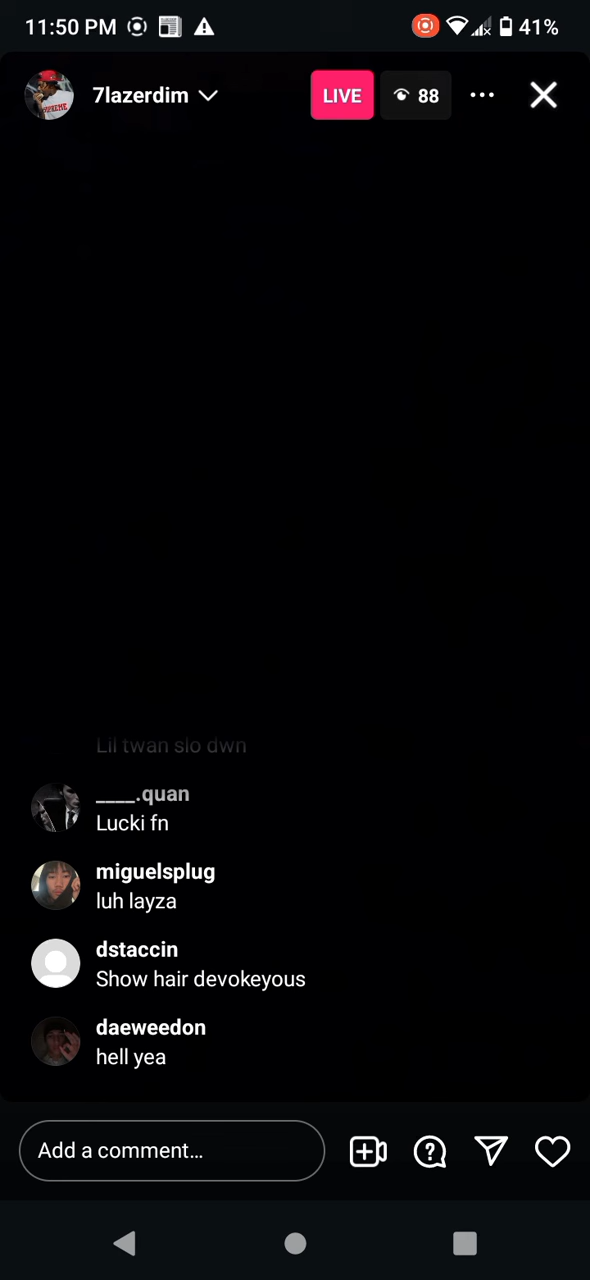 11:50 PM
41%
7lazerdim
LIVE
88
Lil twan slo dwn
____.quan
Lucki fn
miguelsplug
luh layza
dstaccin
Show hair devokeyous
daeweedon
hell yea
Add a comment...